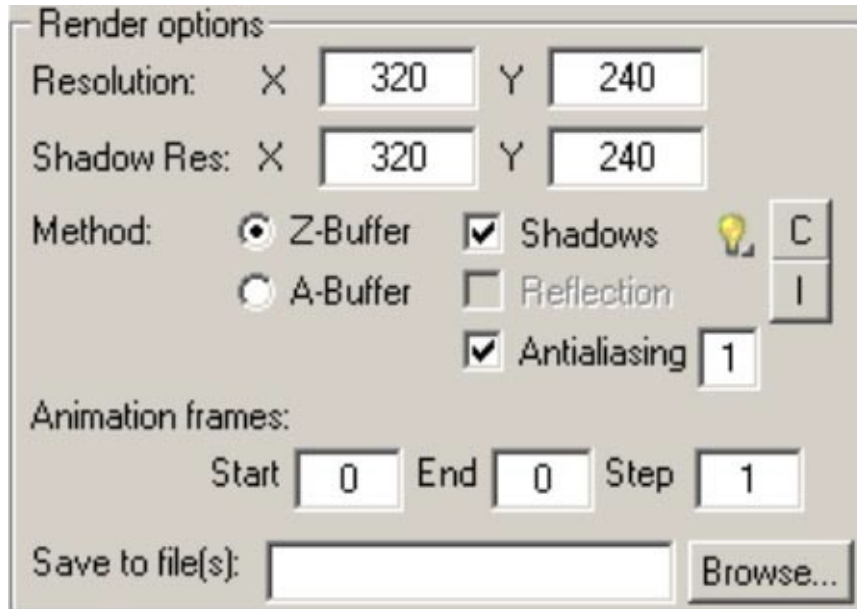 Render options
Resolution: X 320 Y 240
Shadow Res: X 320 Y 240
Method: Z-Buffer Shadows C
A-Buffer Reflection I
Antialiasing 1
Animation frames:
Start 0 End 0 Step 1
Save to file(s): Browse...